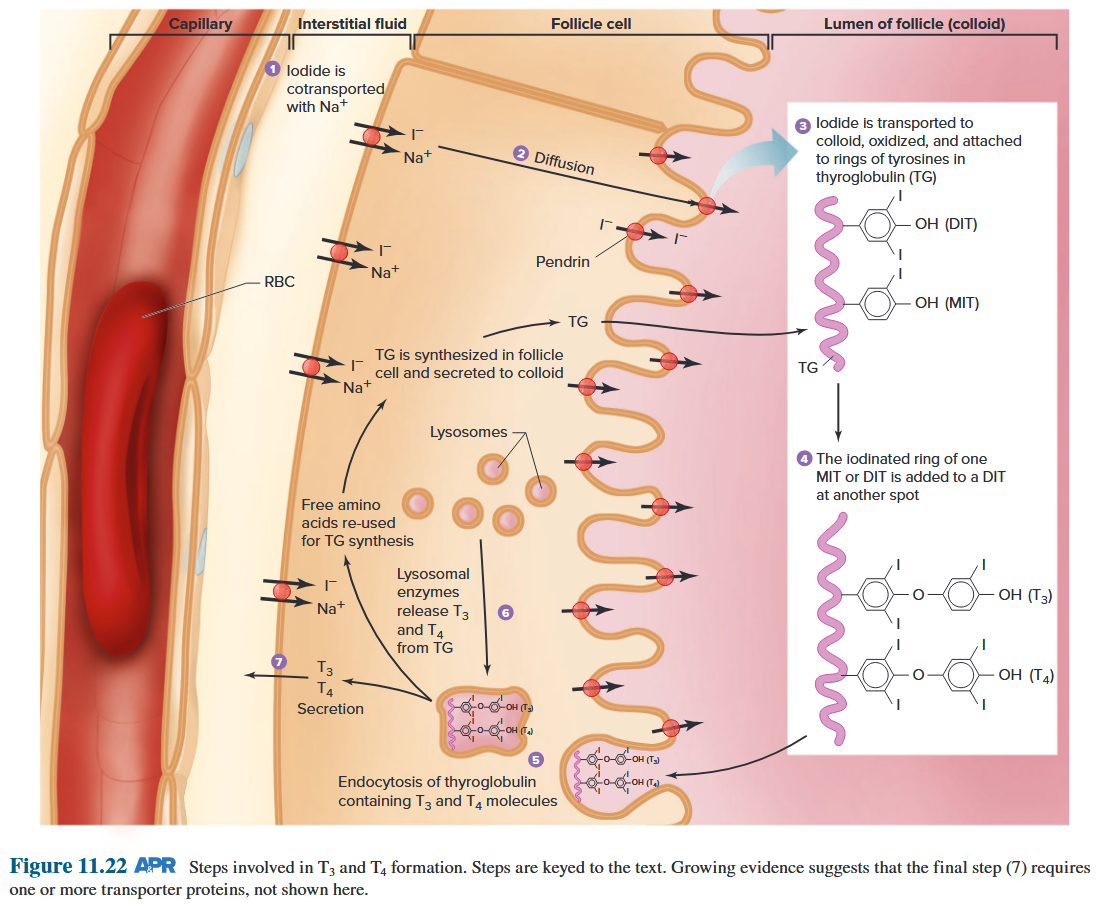 Capillary
Interstitial fluid
Follicle cell
Lumen of follicle (colloid)
1 Iodide is
cotransported
with Na⁺
I⁻
Na⁺
2 Diffusion
3 Iodide is transported to
colloid, oxidized, and attached
to rings of tyrosines in
thyroglobulin (TG)
I
OH (DIT)
I
I
OH (MIT)
TG
I⁻
I⁻
Pendrin
I⁻
Na⁺
RBC
TG
TG is synthesized in follicle
cell and secreted to colloid
I⁻
Na⁺
Lysosomes
4 The iodinated ring of one
MIT or DIT is added to a DIT
at another spot
I
I
O
OH (T₃)
I
I
I
O
OH (T₄)
I
I
Free amino
acids re-used
for TG synthesis
I⁻
Na⁺
Lysosomal
enzymes
release T₃
and T₄
from TG
6
7
T₃
T₄
Secretion
I
I
O
OH (T₃)
I
I
I
O
OH (T₄)
I
I
5
Endocytosis of thyroglobulin
containing T₃ and T₄ molecules
I
I
O
OH (T₃)
I
I
I
O
OH (T₄)
I
I
Figure 11.22 A&PR Steps involved in T₃ and T₄ formation. Steps are keyed to the text. Growing evidence suggests that the final step (7) requires
one or more transporter proteins, not shown here.